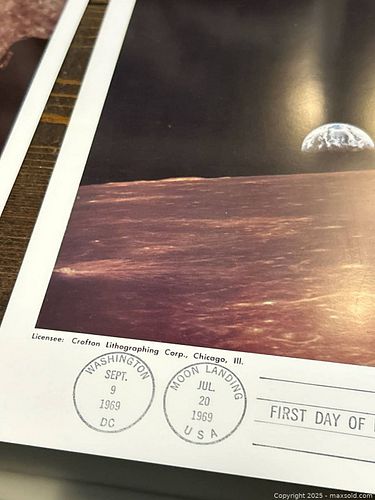 Licensee: Crofton Lithographing Corp., Chicago, Ill.
WASHINGTON
SEPT.
9
1969
DC
MOON LANDING
JUL.
20
1969
USA
FIRST DAY OF
Copyright 2025 - maxsold.com